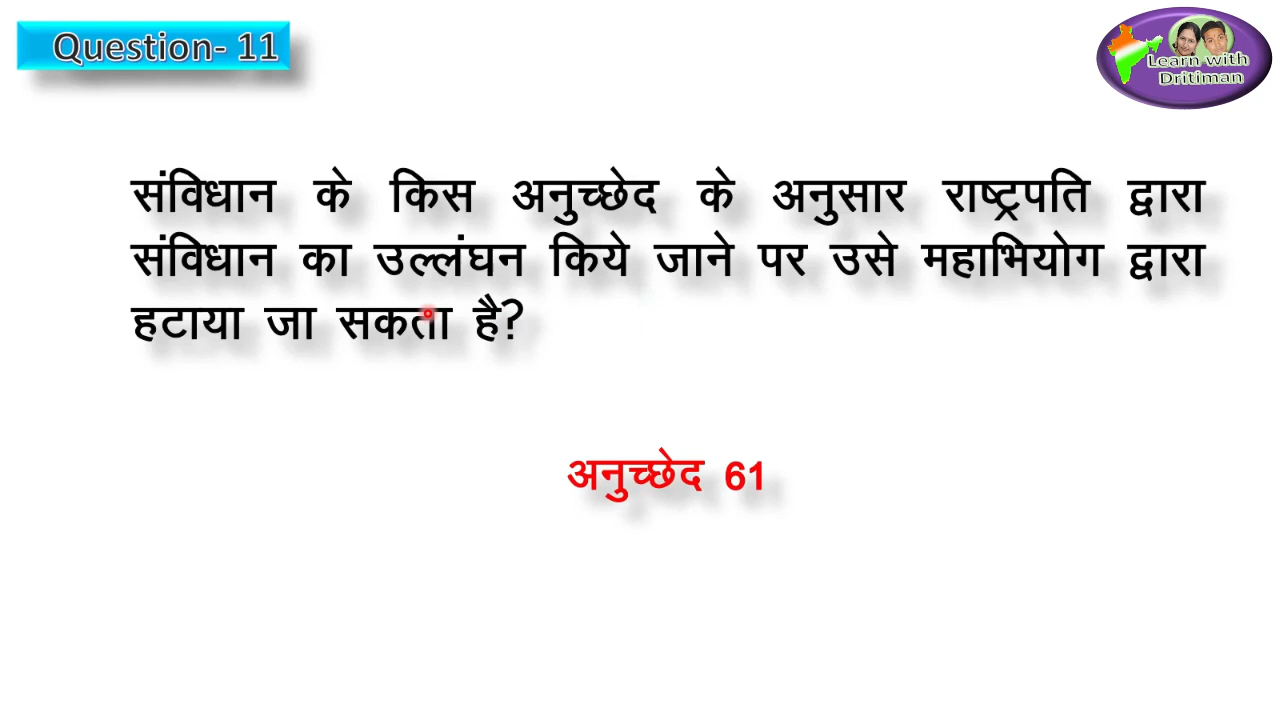 Question- 11
Learn with
Dritiman
संविधान के किस अनुच्छेद के अनुसार राष्ट्रपति द्वारा
संविधान का उल्लंघन किये जाने पर उसे महाभियोग द्वारा
हटाया जा सकता है?
अनुच्छेद 61